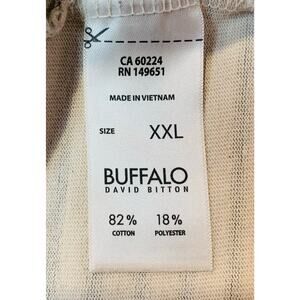 CA 60224
RN 149651
MADE IN VIETNAM
SIZE XXL
BUFFALO
DAVID BITTON
82% 18%
COTTON POLYESTER